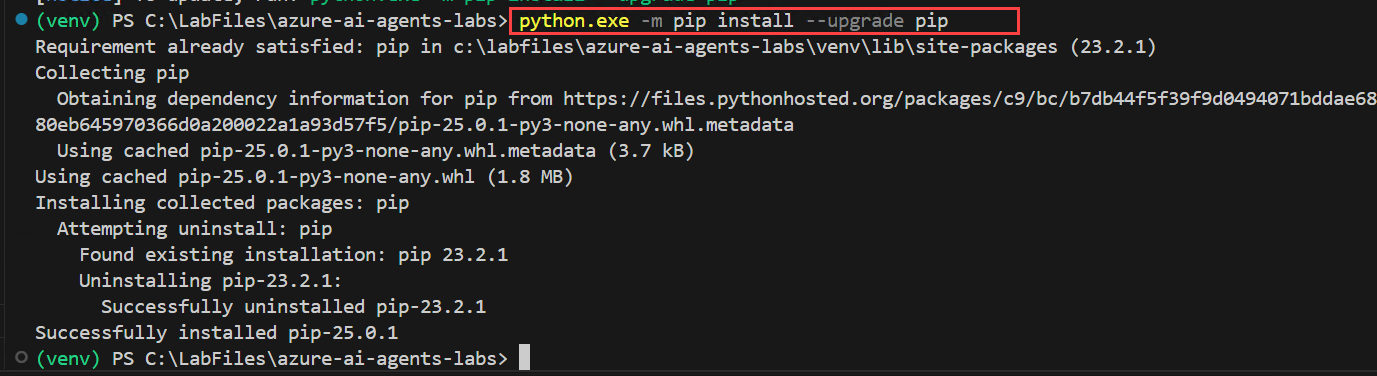 (venv) PS C:\LabFiles\azure-ai-agents-labs> python.exe -m pip install --upgrade pip
Requirement already satisfied: pip in c:\labfiles\azure-ai-agents-labs\venv\lib\site-packages (23.2.1)
Collecting pip
  Obtaining dependency information for pip from https://files.pythonhosted.org/packages/c9/bc/b7db44f5f39f9d0494071bddae68
80eb645970366d0a200022a1a93d57f5/pip-25.0.1-py3-none-any.whl.metadata
  Using cached pip-25.0.1-py3-none-any.whl.metadata (3.7 kB)
Using cached pip-25.0.1-py3-none-any.whl (1.8 MB)
Installing collected packages: pip
  Attempting uninstall: pip
    Found existing installation: pip 23.2.1
    Uninstalling pip-23.2.1:
      Successfully uninstalled pip-23.2.1
Successfully installed pip-25.0.1
(venv) PS C:\LabFiles\azure-ai-agents-labs>